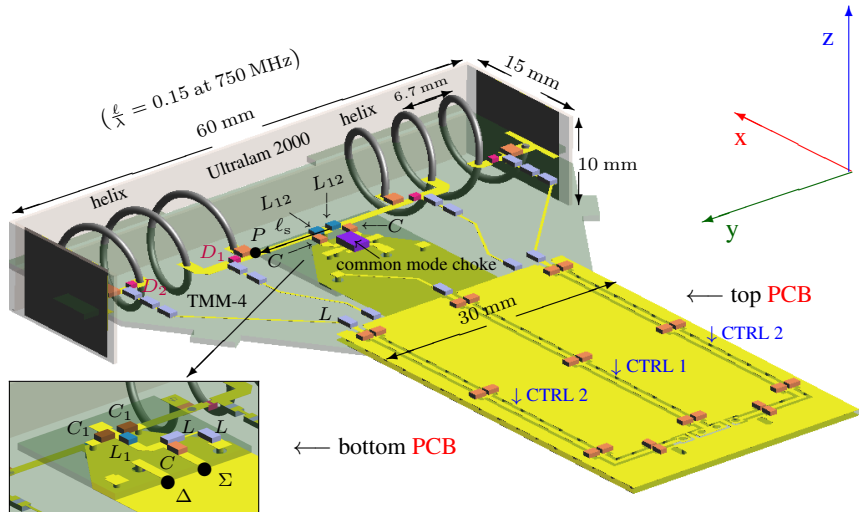 (ℓ/λ = 0.15 at 750 MHz)
60 mm
15 mm
6.7 mm
10 mm
helix
Ultralam 2000
helix
z
x
y
L12
L12
ℓs
P
C
C
D1
D2
common mode choke
TMM-4
L
30 mm
⟵ top PCB
↓ CTRL 2
↓ CTRL 1
↓ CTRL 2
⟵ bottom PCB
C1
C1
L
L
L1
C
Σ
Δ